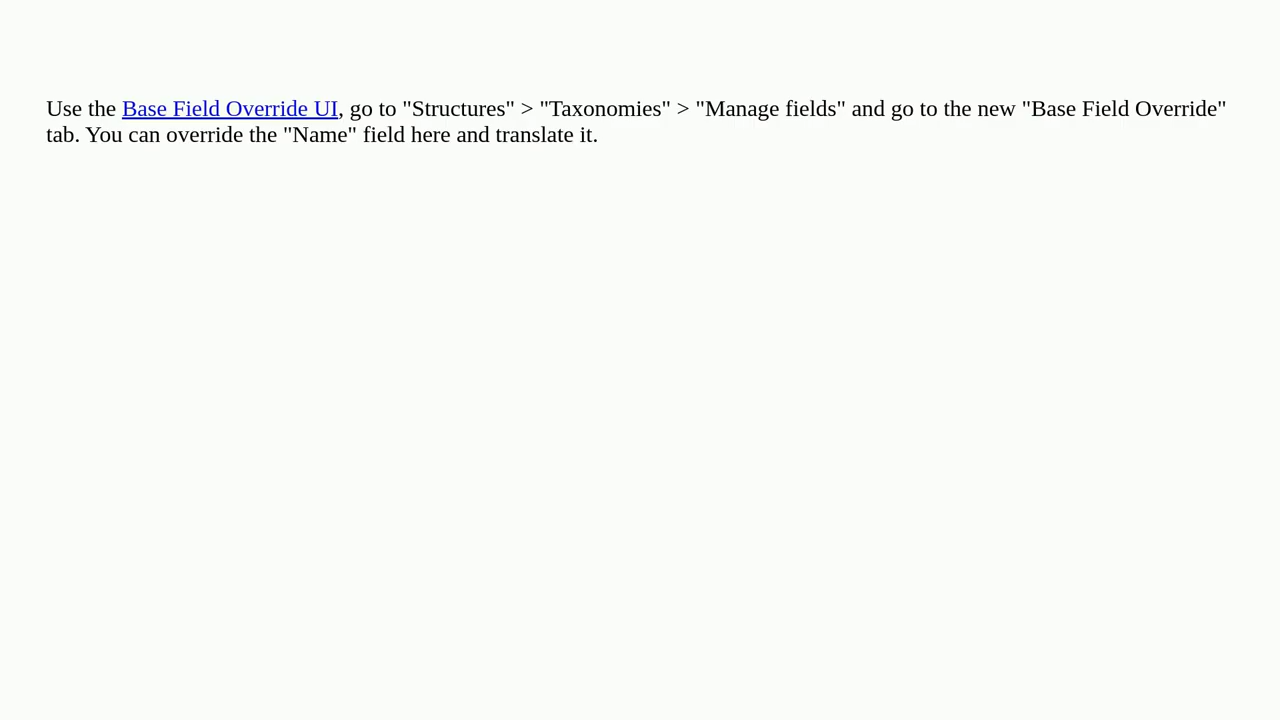 Use the Base Field Override UI, go to "Structures" > "Taxonomies" > "Manage fields" and go to the new "Base Field Override"
tab. You can override the "Name" field here and translate it.